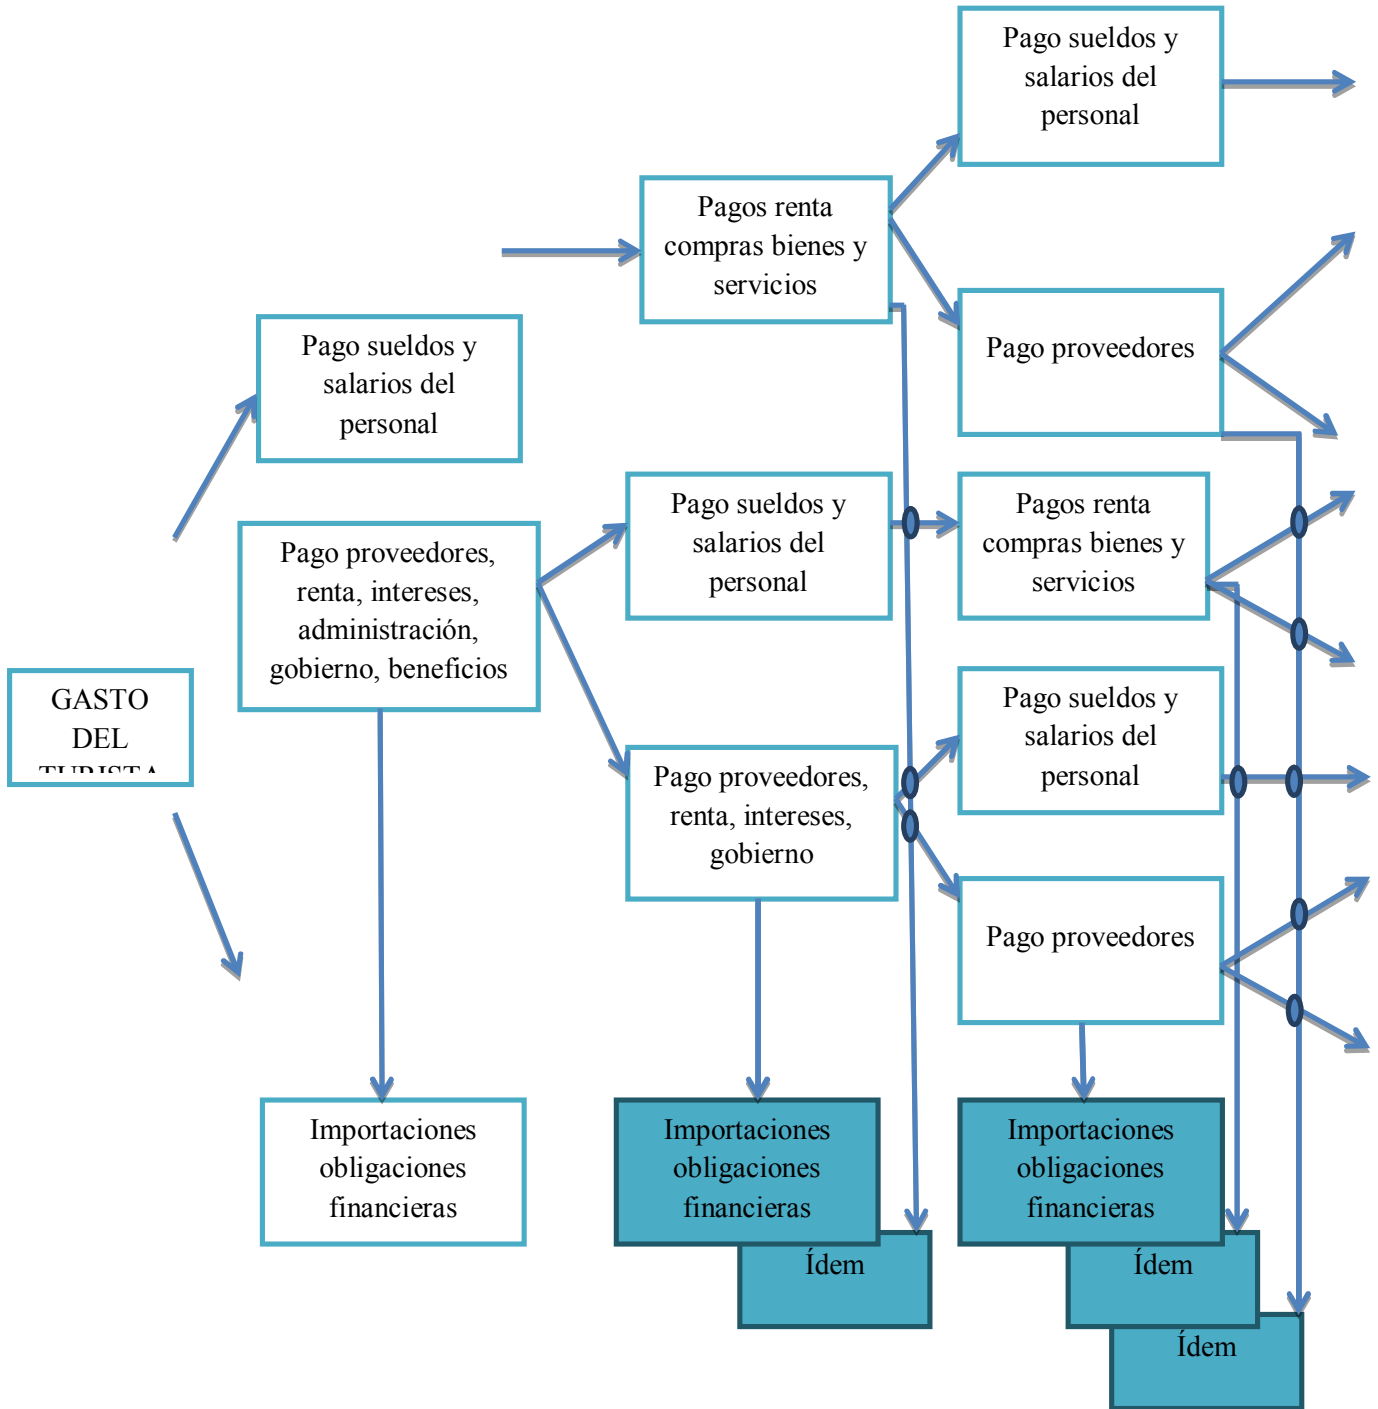 GASTO
DEL
TURISTA
Pago sueldos y
salarios del
personal
Pago proveedores,
renta, intereses,
administración,
gobierno, beneficios
Importaciones
obligaciones
financieras
Pagos renta
compras bienes y
servicios
Pago sueldos y
salarios del
personal
Pago proveedores,
renta, intereses,
gobierno
Importaciones
obligaciones
financieras
Ídem
Pago sueldos y
salarios del
personal
Pago proveedores
Pagos renta
compras bienes y
servicios
Pago sueldos y
salarios del
personal
Pago proveedores
Importaciones
obligaciones
financieras
Ídem
Ídem